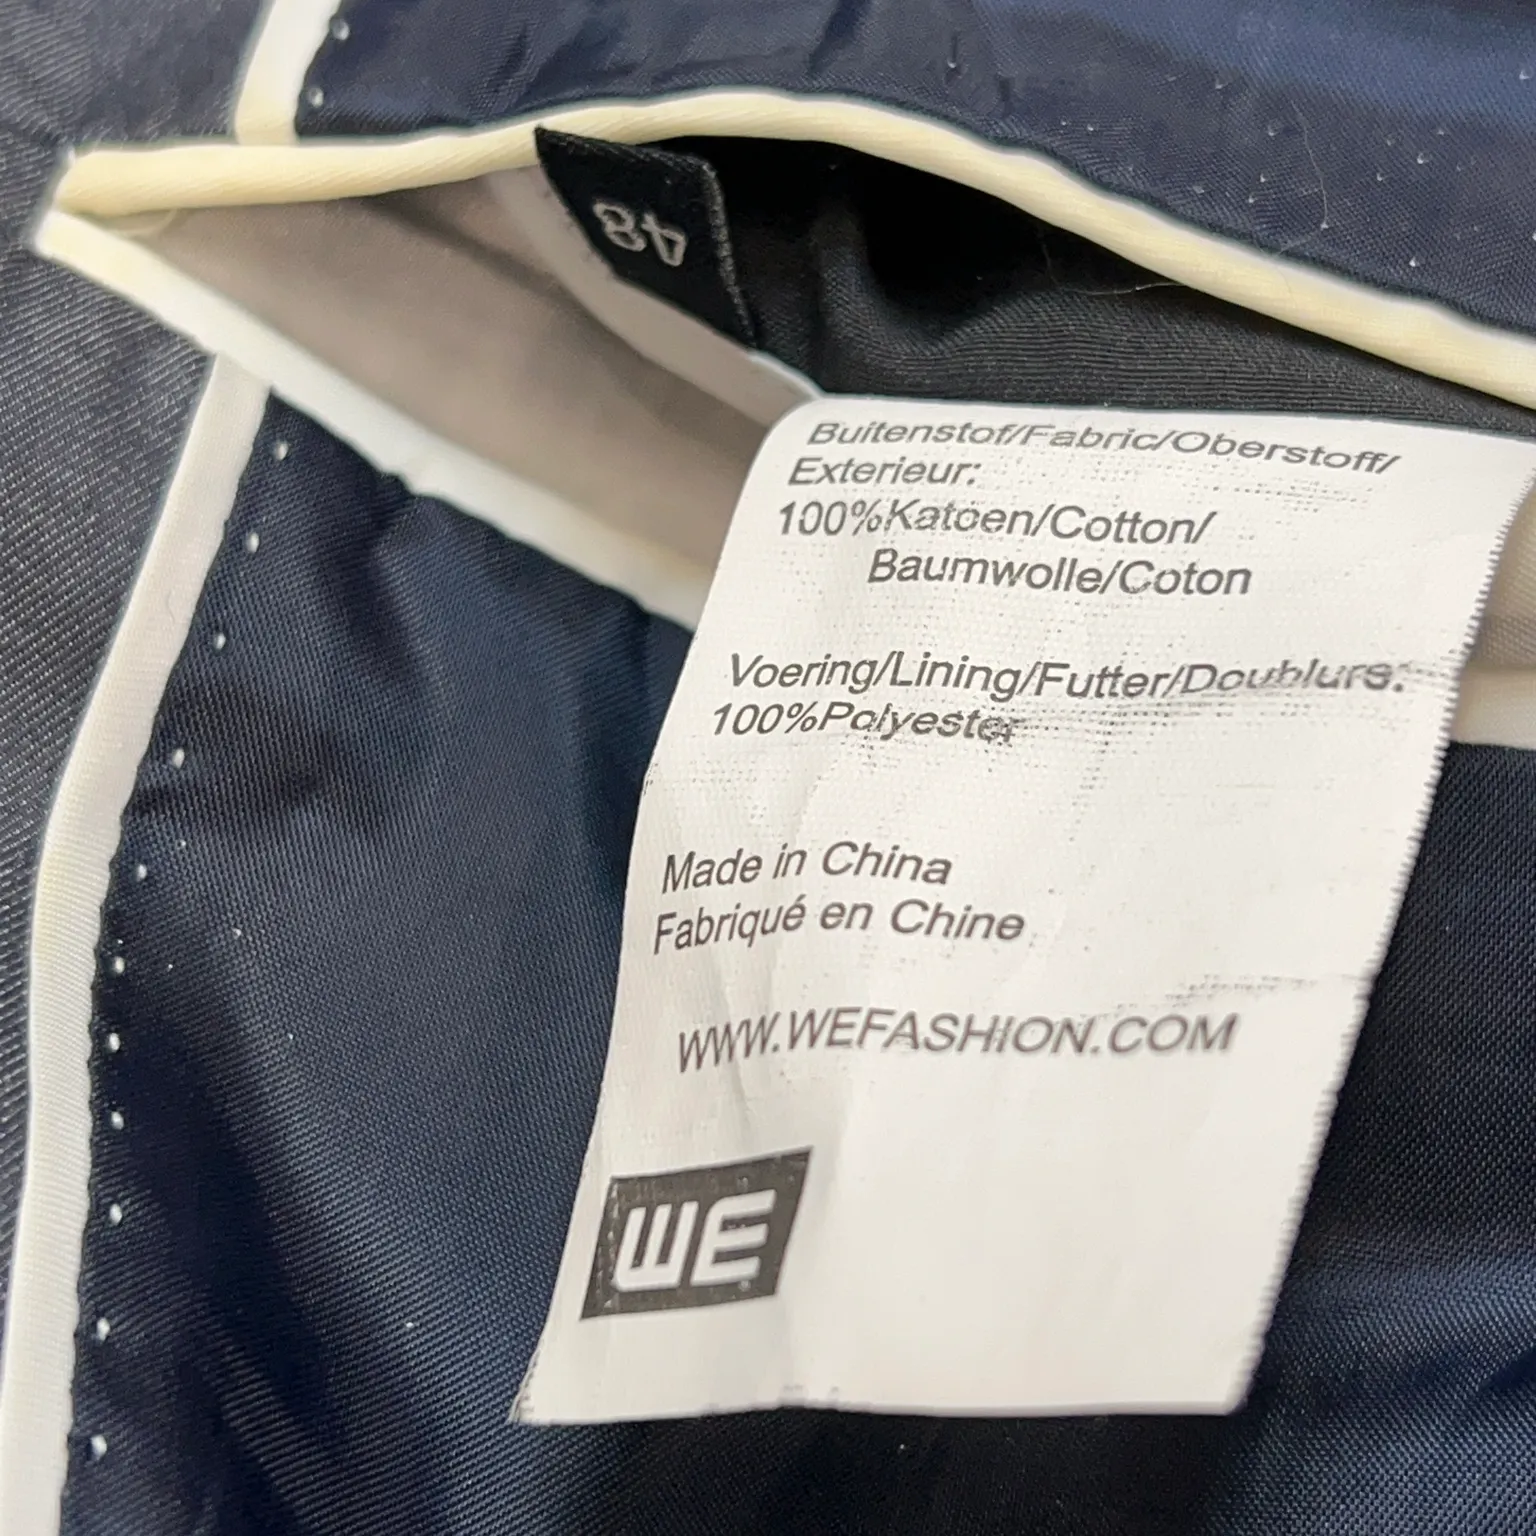 48
Buitenstof/Fabric/Oberstoff/
Exterieur:
100%Katoen/Cotton/
Baumwolle/Coton
Voering/Lining/Futter/Doublure:
100%Polyester
Made in China
Fabriqué en Chine
WWW.WEFASHION.COM
WE